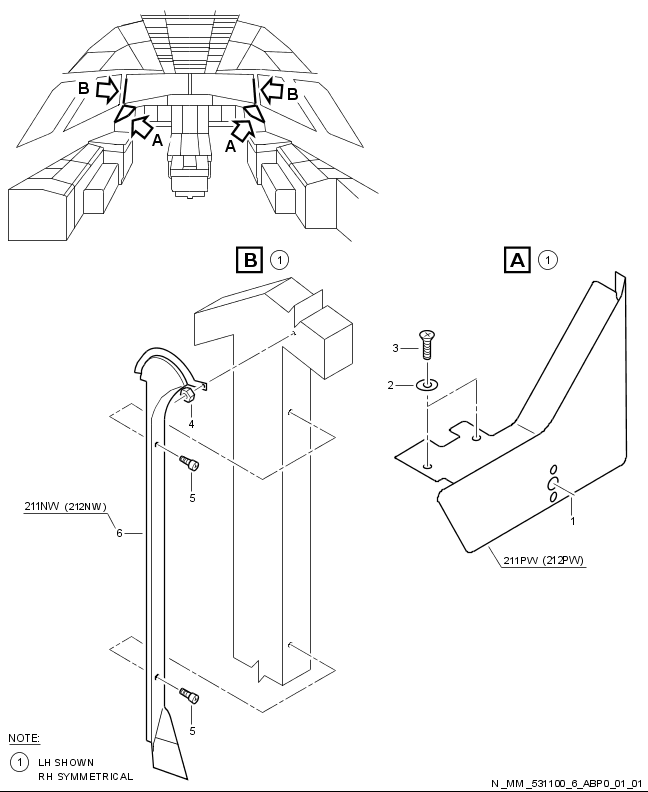 B
B
A
A
B 1
A 1
3
2
4
5
211NW (212NW)
6
1
211PW (212PW)
5
NOTE:
1 LH SHOWN
RH SYMMETRICAL
N_MM_531100_6_ABP0_01_01